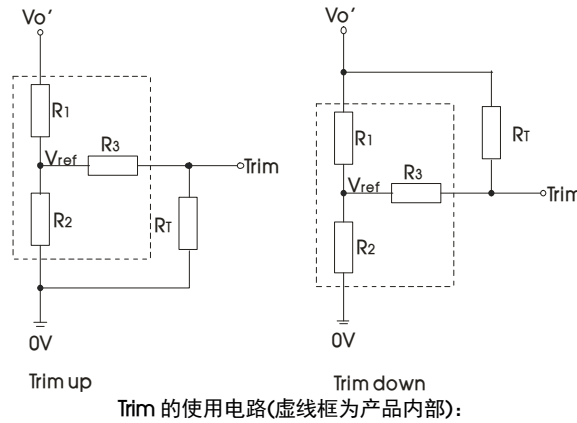 Vo'
R1
R3
Vref
Trim
R2
RT
0V
Trim up
Vo'
R1
RT
R3
Vref
Trim
R2
0V
Trim down
Trim 的使用电路(虚线框为产品内部)：